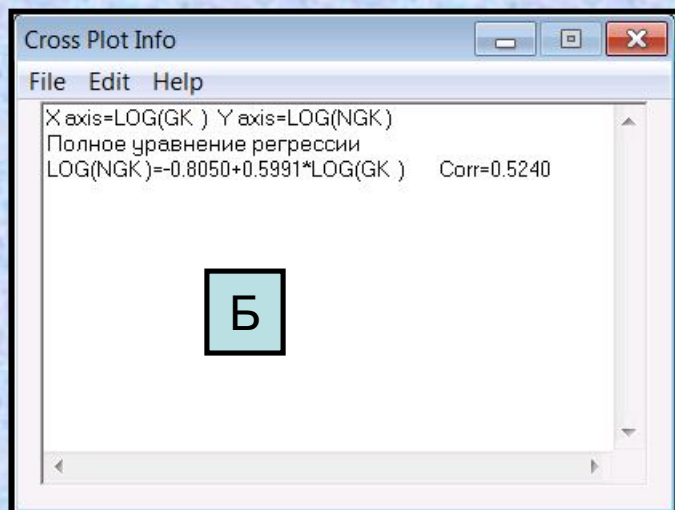 Cross Plot Info
File Edit Help
X axis=LOG(GK ) Y axis=LOG(NGK)
Полное уравнение регрессии
LOG(NGK)=-0.8050+0.5991*LOG(GK ) Corr=0.5240
Б